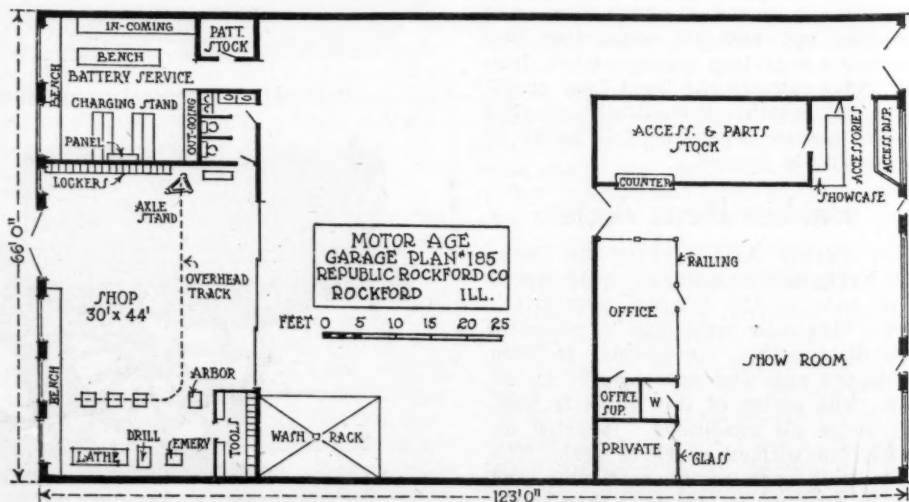 IN-COMING
PATT.
STOCK
BENCH
BATTERY SERVICE
BENCH
CHARGING STAND
OUT-GOING
PANEL
LOCKERS
AXLE
STAND
OVERHEAD
TRACK
SHOP
30' x 44'
BENCH
ARBOR
TOOLS
DRILL
EMERY
LATHE
WASH RACK
66'0"
123'0"
MOTOR AGE
GARAGE PLAN #185
REPUBLIC ROCKFORD CO
ROCKFORD ILL.
FEET 0 5 10 15 20 25
ACCESS. & PARTS
STOCK
COUNTER
ACCESSORIES
ACCESS DISP.
SHOWCASE
RAILING
OFFICE
SHOW ROOM
OFFICE
SUP.
W
PRIVATE
GLASS